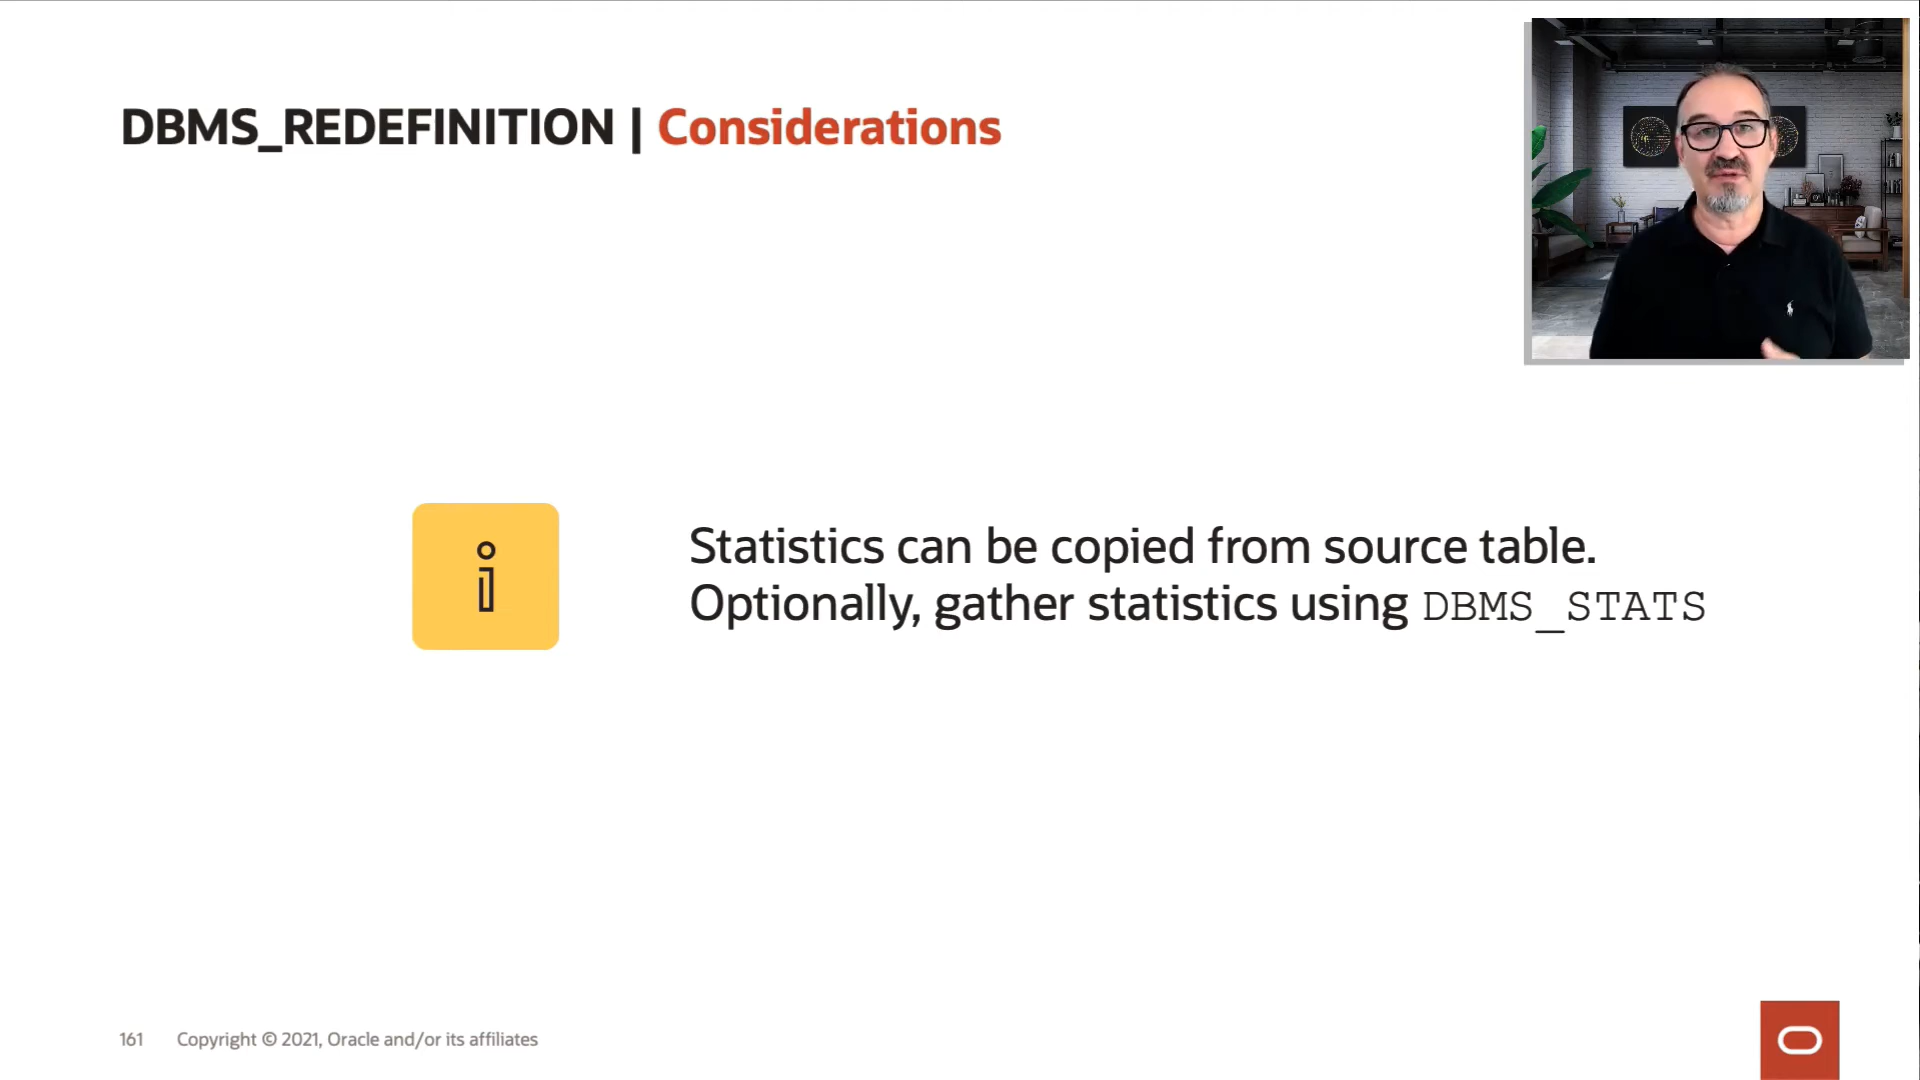 DBMS_REDEFINITION | Considerations
Statistics can be copied from source table.
Optionally, gather statistics using DBMS_STATS
161 Copyright © 2021, Oracle and/or its affiliates